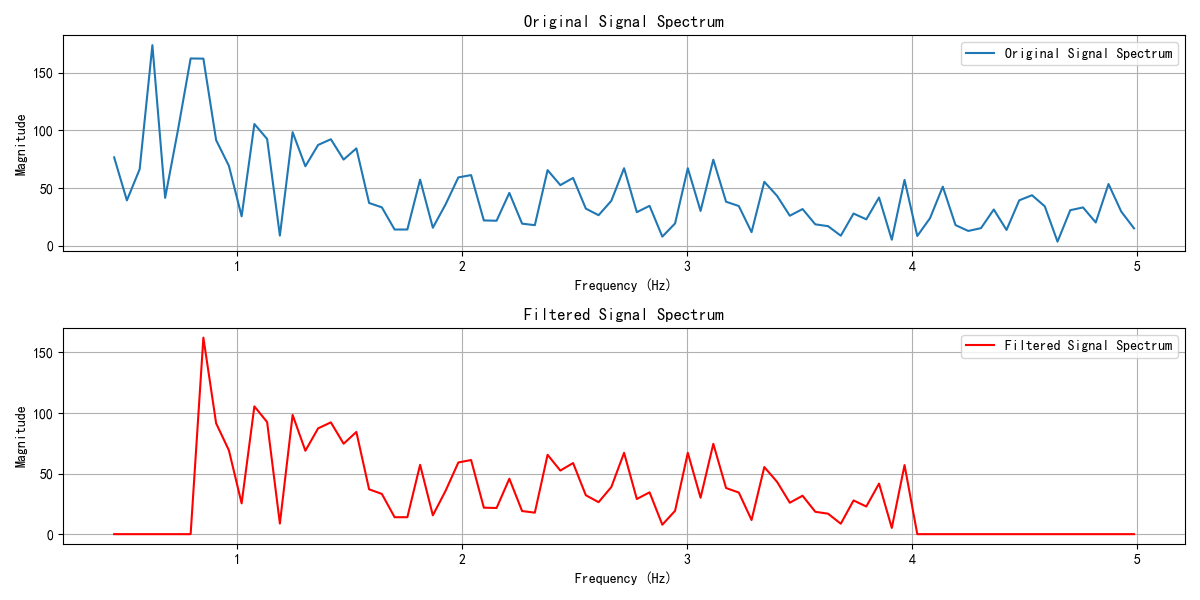 Original Signal Spectrum
Original Signal Spectrum
Magnitude
150
100
50
0
1 2 3 4 5
Frequency (Hz)
Filtered Signal Spectrum
Filtered Signal Spectrum
Magnitude
150
100
50
0
1 2 3 4 5
Frequency (Hz)